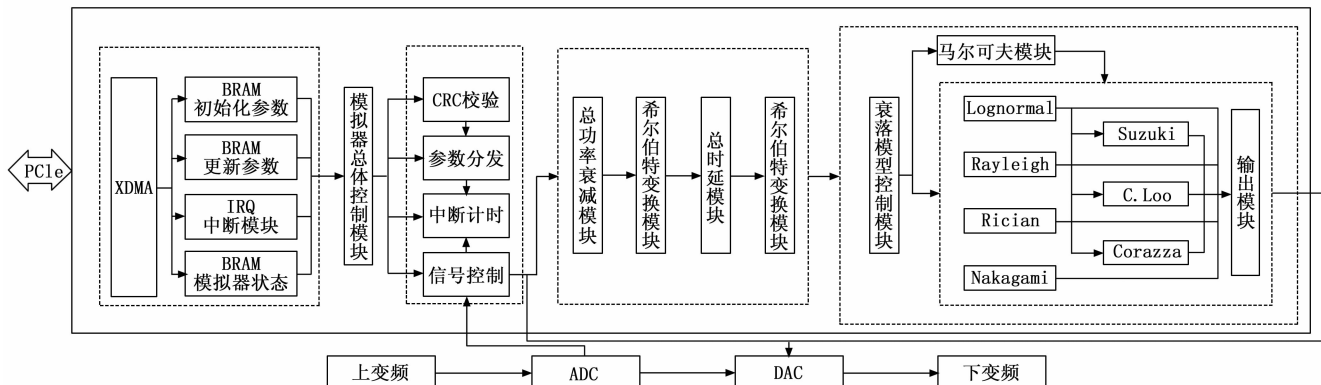 PCle
XDMA
BRAM
初始化参数
BRAM
更新参数
IRQ
中断模块
BRAM
模拟器状态
模拟器总体控制模块
CRC校验
参数分发
中断计时
信号控制
总功率衰减模块
希尔伯特变换模块
总时延模块
希尔伯特变换模块
衰落模型控制模块
马尔可夫模块
Lognormal
Suzuki
Rayleigh
C.Loo
Rician
Corazza
Nakagami
输出模块
上变频
ADC
DAC
下变频